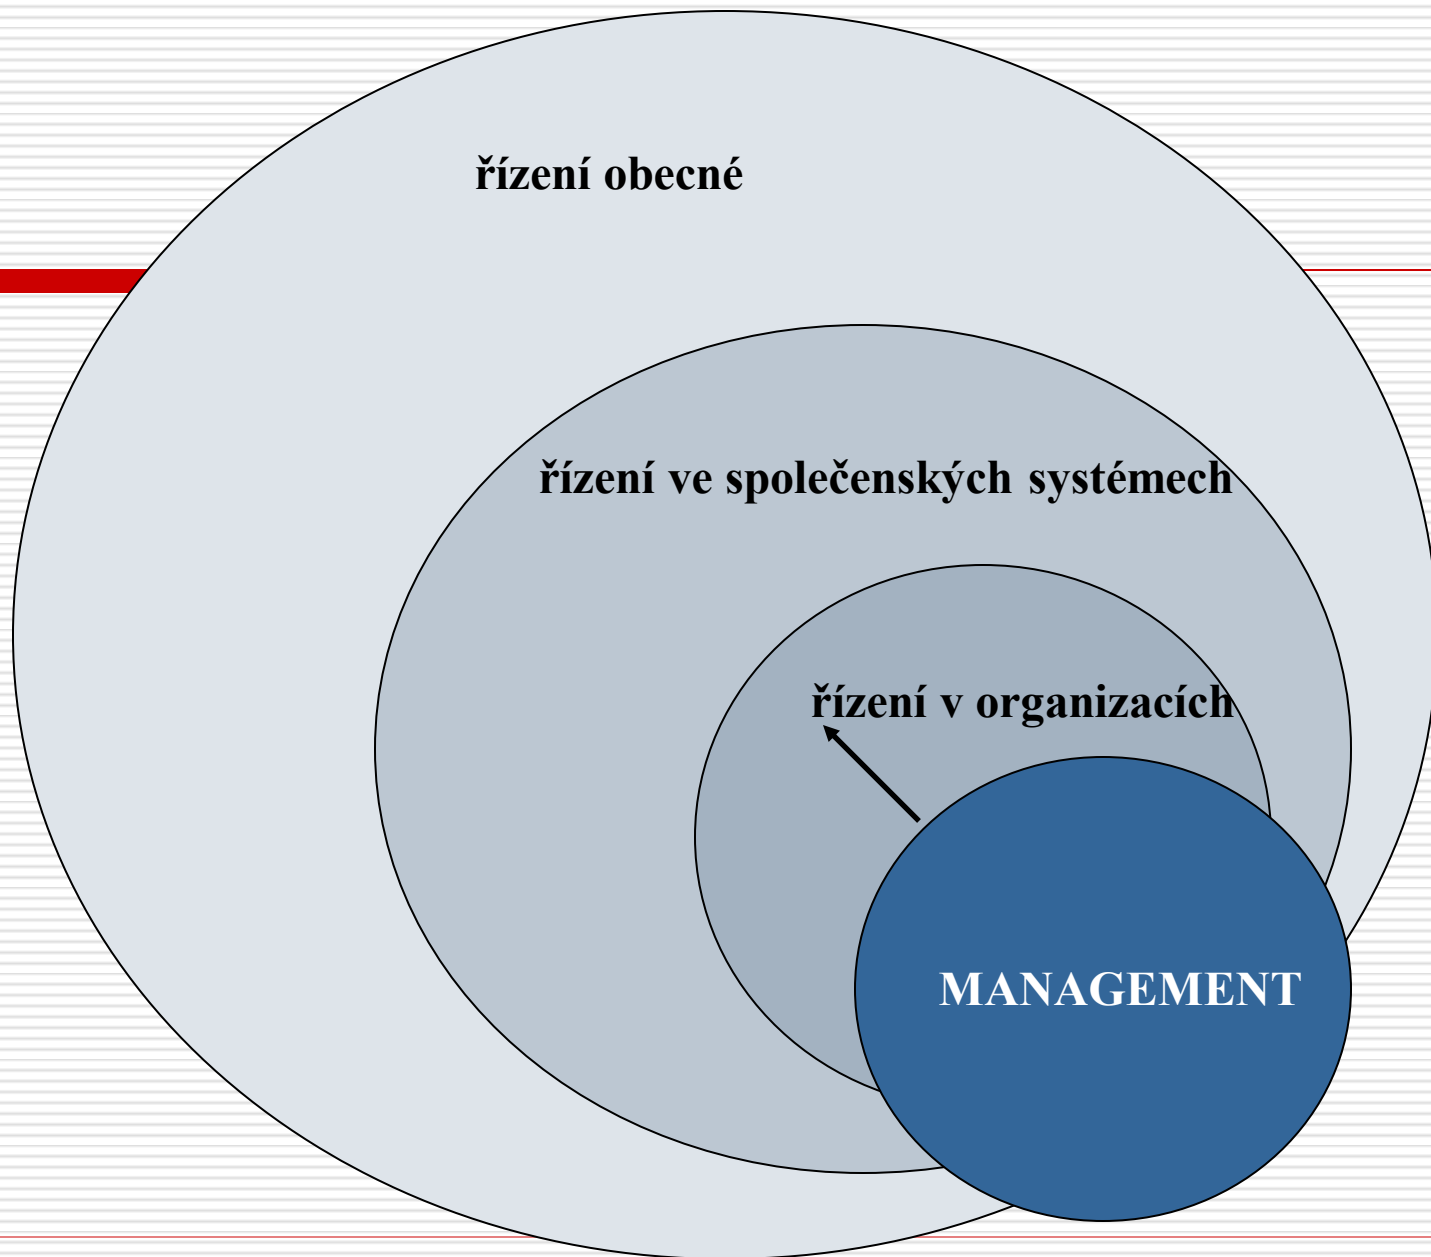 řízení obecné
řízení ve společenských systémech
řízení v organizacích
MANAGEMENT